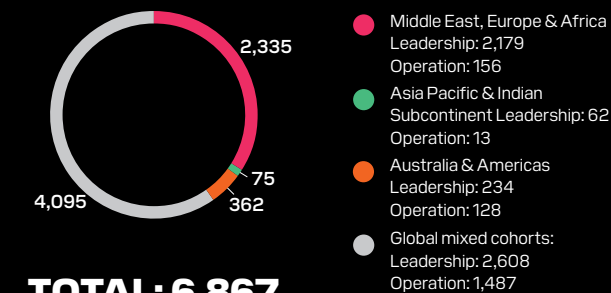 2,335
75
362
4,095
TOTAL: 6,867
Middle East, Europe & Africa
Leadership: 2,179
Operation: 156
Asia Pacific & Indian
Subcontinent Leadership: 62
Operation: 13
Australia & Americas
Leadership: 234
Operation: 128
Global mixed cohorts:
Leadership: 2,608
Operation: 1,487